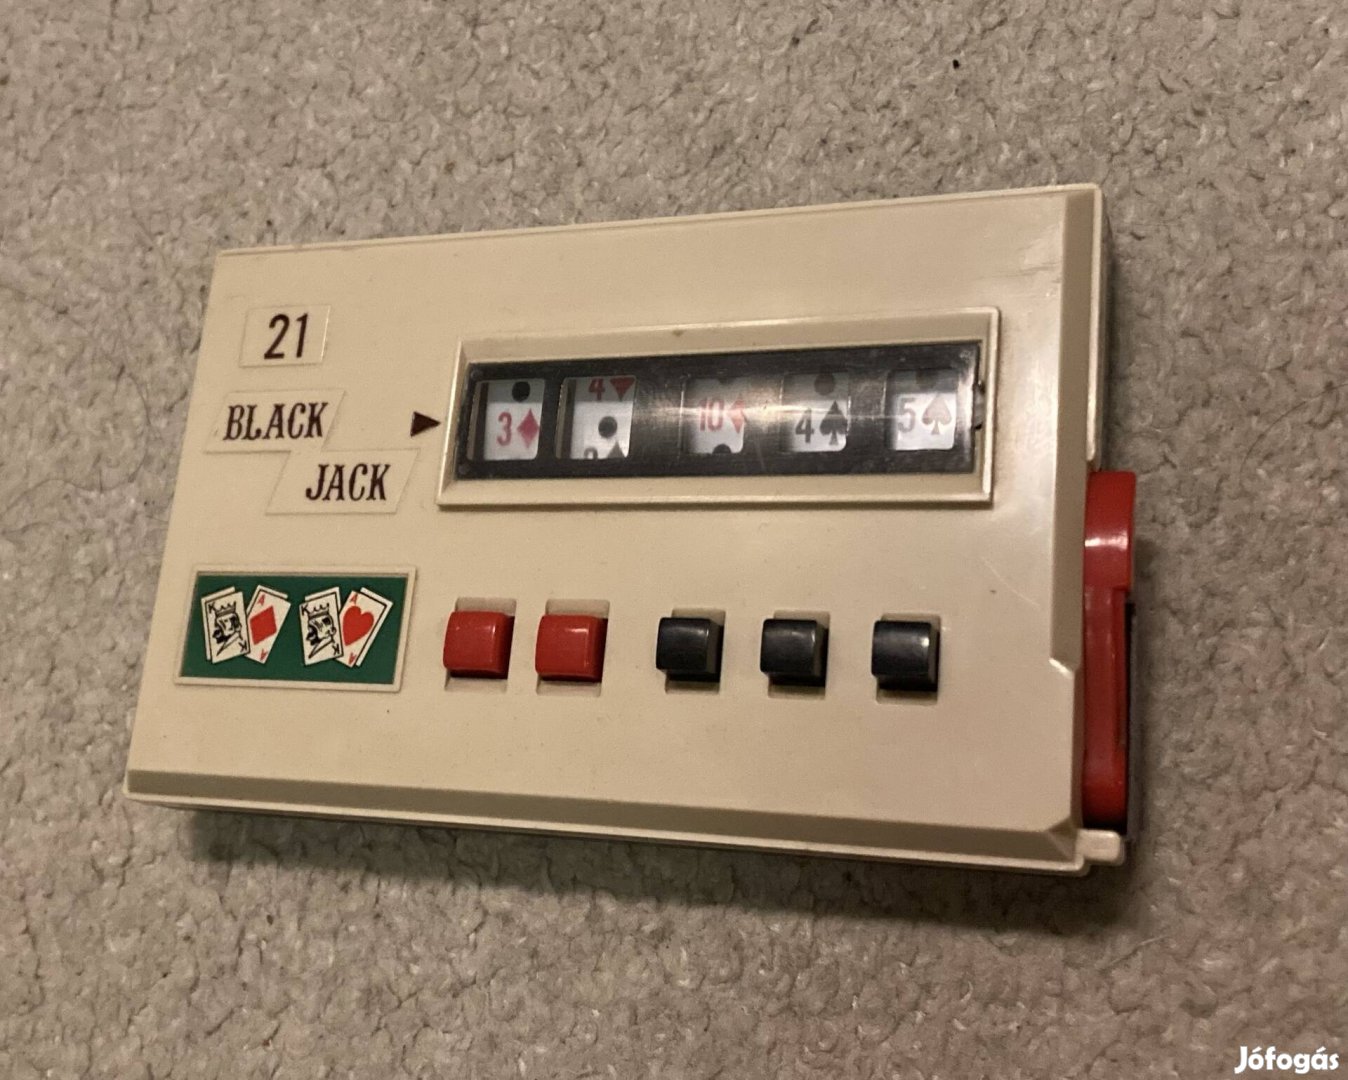 21
BLACK
JACK
4♥
3♦ 10♦ 4♠ 5♠
K A K A
K A K A
Jófogás